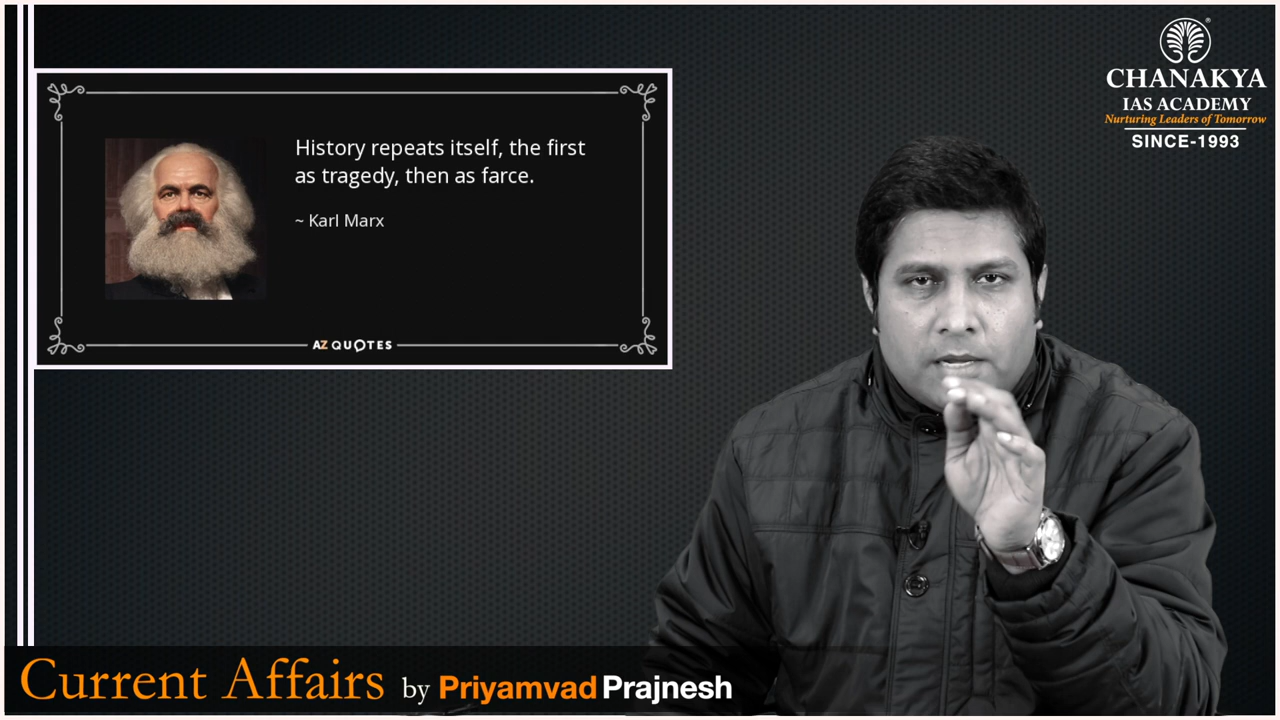 CHANAKYA
IAS ACADEMY
Nurturing Leaders of Tomorrow
SINCE-1993
History repeats itself, the first
as tragedy, then as farce.
~ Karl Marx
AZ QUOTES
Current Affairs by Priyamvad Prajnesh